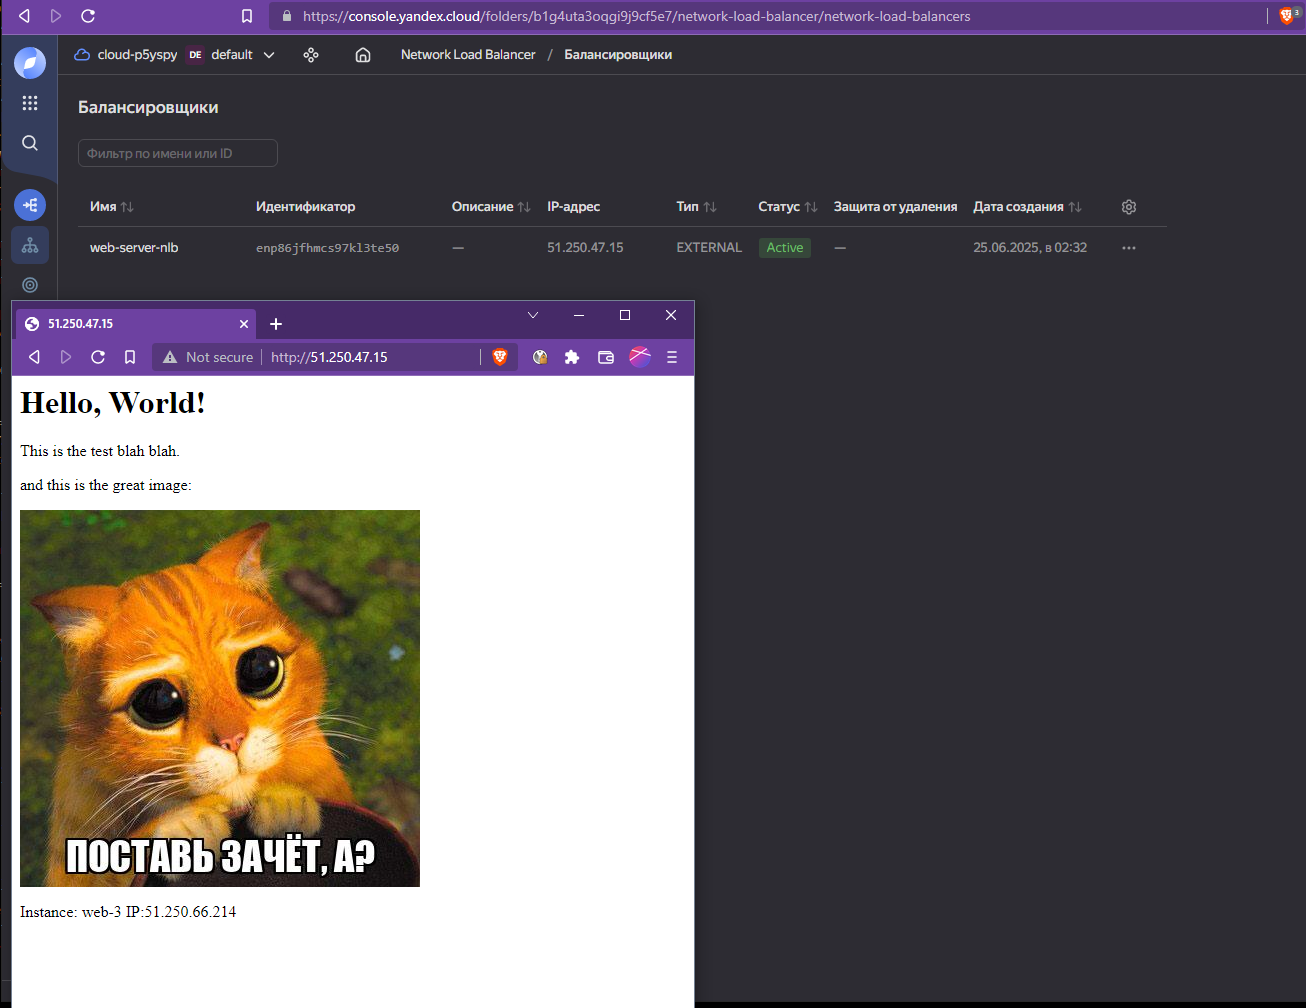 https://console.yandex.cloud/folders/b1g4uta3oqgi9j9cf5e7/network-load-balancer/network-load-balancers
3
cloud-p5yspy DE default Network Load Balancer / Балансировщики
Балансировщики
Фильтр по имени или ID
Имя Идентификатор Описание IP-адрес Тип Статус Защита от удаления Дата создания
web-server-nlb enp86jfhmcs97kl3te50 — 51.250.47.15 EXTERNAL Active — 25.06.2025, в 02:32
51.250.47.15
Not secure http://51.250.47.15
Hello, World!
This is the test blah blah.
and this is the great image:
ПОСТАВЬ ЗАЧЁТ, А?
Instance: web-3 IP:51.250.66.214